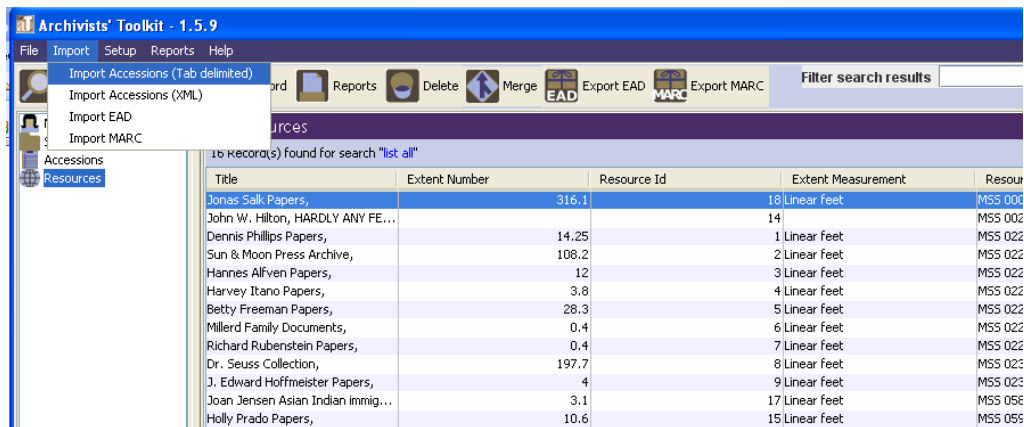 Archivists' Toolkit - 1.5.9
File Import Setup Reports Help
Import Accessions (Tab delimited)
Import Accessions (XML)
Import EAD
Import MARC
Reports Delete Merge EAD Export EAD MARC Export MARC Filter search results
Accessions
Resources
16 Record(s) found for search "list all"
Title Extent Number Resource Id Extent Measurement
Jonas Salk Papers, 316.1 18 Linear feet MSS 000
John W. Hilton, HARDLY ANY FE... 14 MSS 002
Dennis Phillips Papers, 14.25 1 Linear feet MSS 022
Sun & Moon Press Archive, 108.2 2 Linear feet MSS 022
Hannes Alfven Papers, 12 3 Linear feet MSS 022
Harvey Itano Papers, 3.8 4 Linear feet MSS 022
Betty Freeman Papers, 28.3 5 Linear feet MSS 022
Millerd Family Documents, 0.4 6 Linear feet MSS 022
Richard Rubenstein Papers, 0.4 7 Linear feet MSS 022
Dr. Seuss Collection, 197.7 8 Linear feet MSS 023
J. Edward Hoffmeister Papers, 4 9 Linear feet MSS 023
Joan Jensen Asian Indian immig... 3.1 17 Linear feet MSS 058
Holly Prado Papers, 10.6 15 Linear feet MSS 059